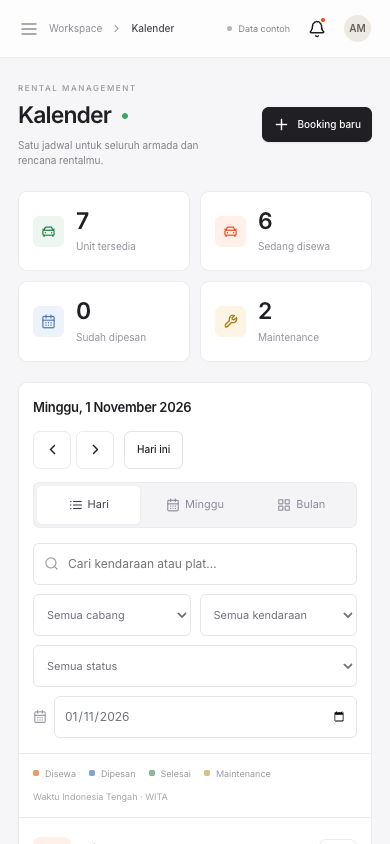 Workspace > Kalender
Data contoh
AM
RENTAL MANAGEMENT
Kalender
Satu jadwal untuk seluruh armada dan
rencana rentalmu.
Booking baru
7
Unit tersedia
6
Sedang disewa
0
Sudah dipesan
2
Maintenance
Minggu, 1 November 2026
Hari ini
Hari
Minggu
Bulan
Cari kendaraan atau plat...
Semua cabang
Semua kendaraan
Semua status
01/11/2026
Disewa
Dipesan
Selesai
Maintenance
Waktu Indonesia Tengah · WITA